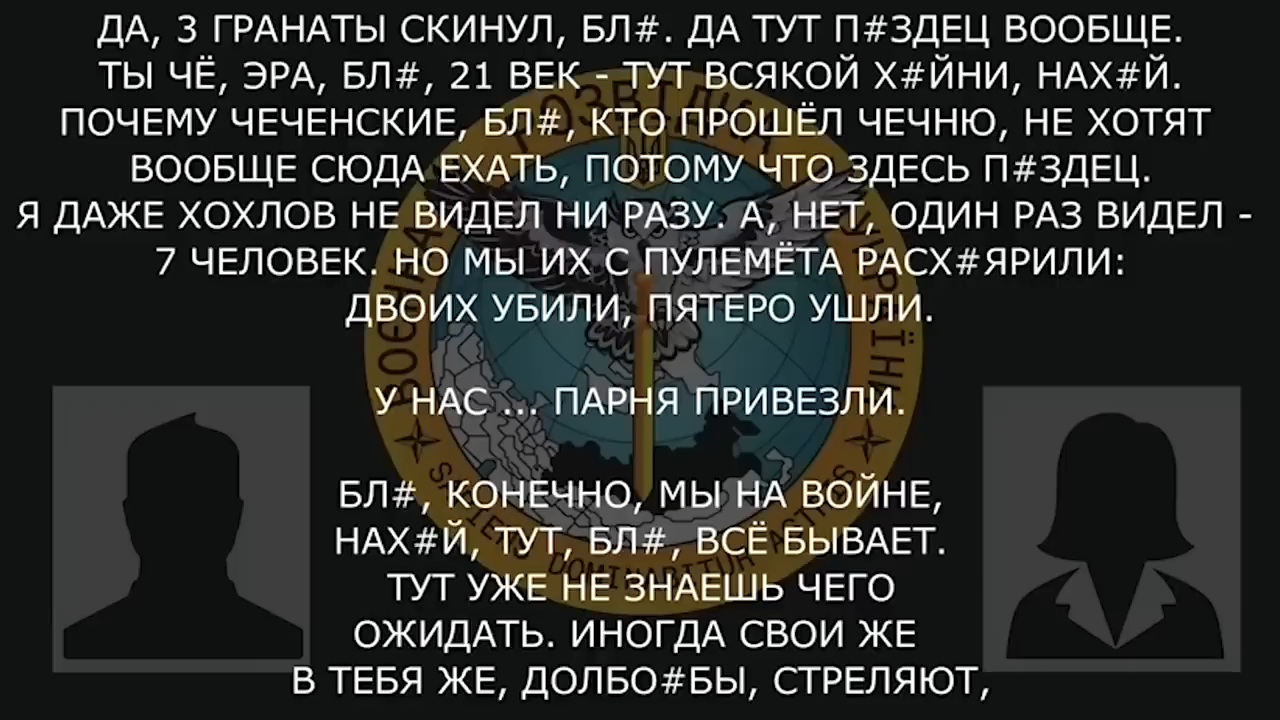 ДА, 3 ГРАНАТЫ СКИНУЛ, БЛ#. ДА ТУТ П#ЗДЕЦ ВООБЩЕ.
ТЫ ЧЁ, ЭРА, БЛ#, 21 ВЕК - ТУТ ВСЯКОЙ Х#ЙНИ, НАХ#Й.
ПОЧЕМУ ЧЕЧЕНСКИЕ, БЛ#, КТО ПРОШЁЛ ЧЕЧНЮ, НЕ ХОТЯТ
ВООБЩЕ СЮДА ЕХАТЬ, ПОТОМУ ЧТО ЗДЕСЬ П#ЗДЕЦ.
Я ДАЖЕ ХОХЛОВ НЕ ВИДЕЛ НИ РАЗУ. А, НЕТ, ОДИН РАЗ ВИДЕЛ -
7 ЧЕЛОВЕК. НО МЫ ИХ С ПУЛЕМЁТА РАСХ#ЯРИЛИ:
ДВОИХ УБИЛИ, ПЯТЕРО УШЛИ.
У НАС ... ПАРНЯ ПРИВЕЗЛИ.
БЛ#, КОНЕЧНО, МЫ НА ВОЙНЕ,
НАХ#Й, ТУТ, БЛ#, ВСЁ БЫВАЕТ.
ТУТ УЖЕ НЕ ЗНАЕШЬ ЧЕГО
ОЖИДАТЬ. ИНОГДА СВОИ ЖЕ
В ТЕБЯ ЖЕ, ДОЛБО#БЫ, СТРЕЛЯЮТ,
SAPIENS DOMINABITUR ASTRIS